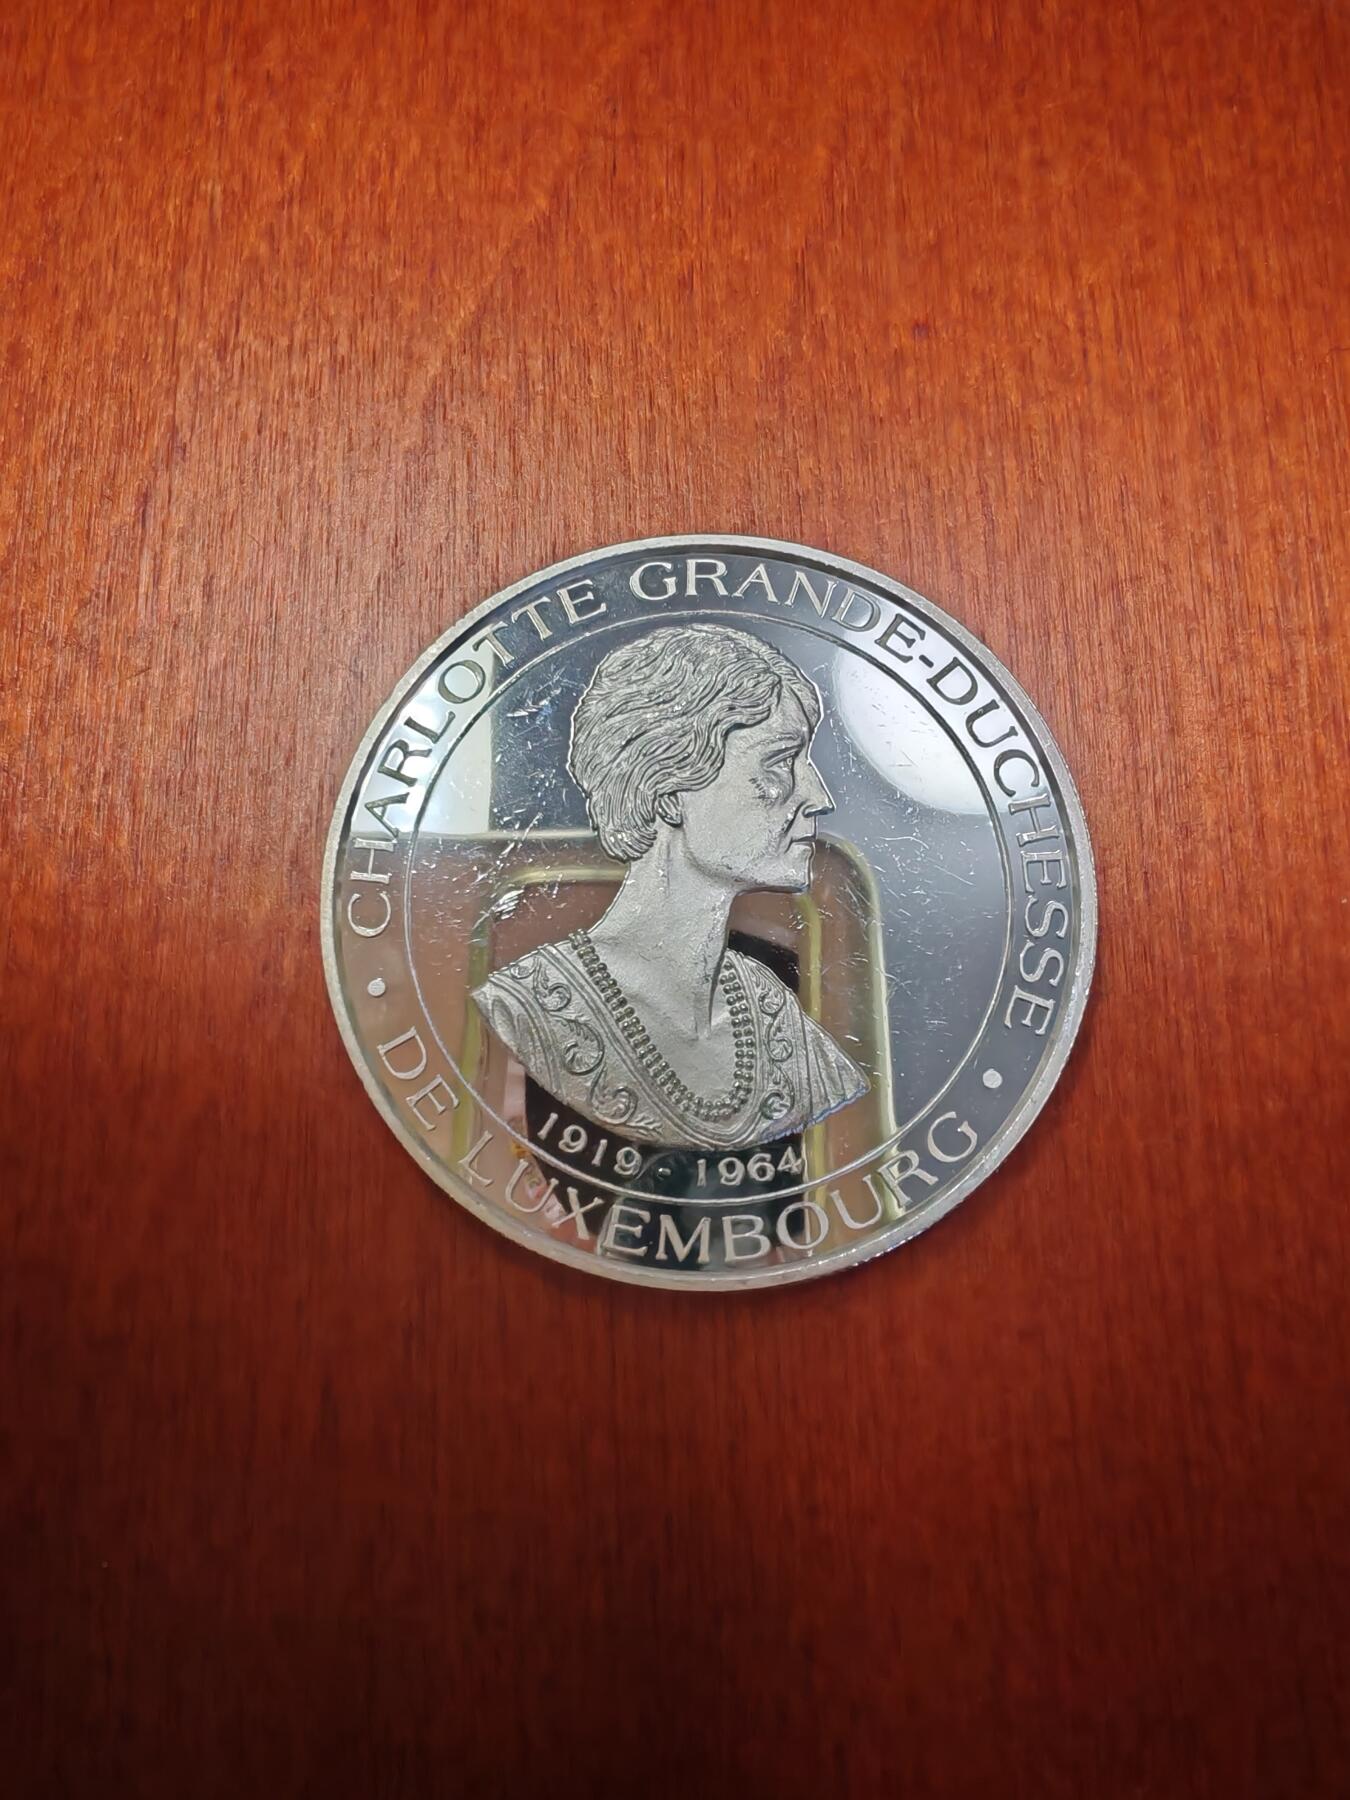 CHARLOTTE GRANDE-DUCHESSE
• DE LUXEMBOURG •
1919 · 1964